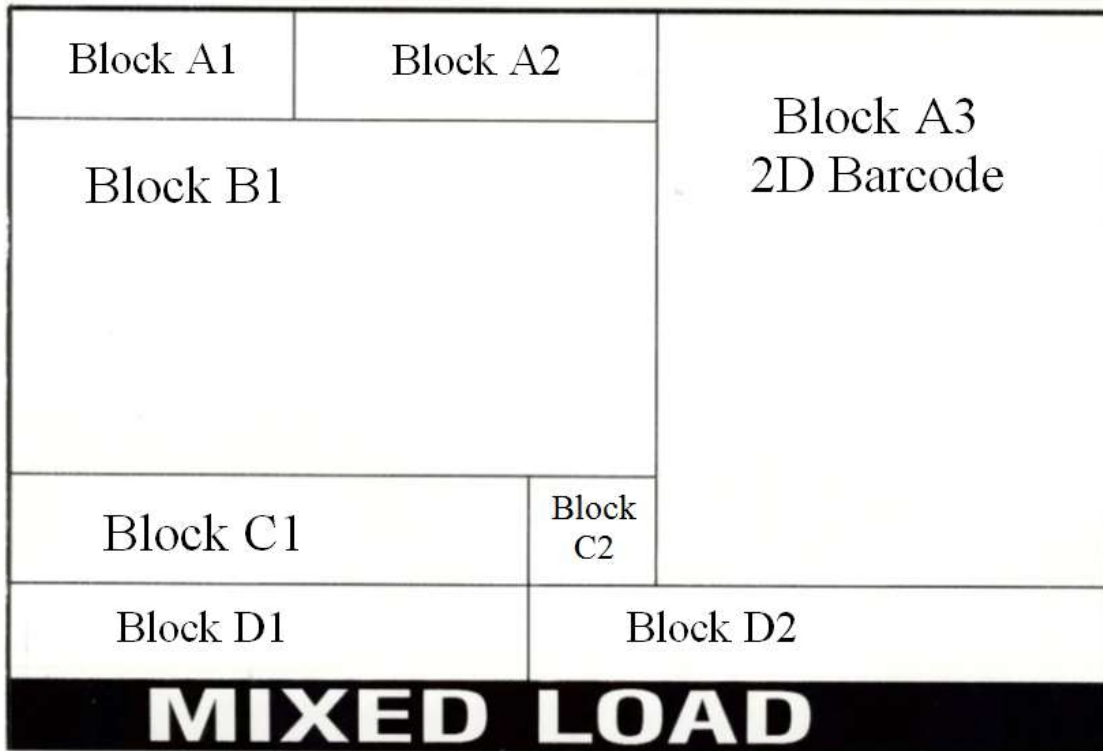 Block A1
Block A2
Block A3
2D Barcode
Block B1
Block C1
Block
C2
Block D1
Block D2
MIXED LOAD